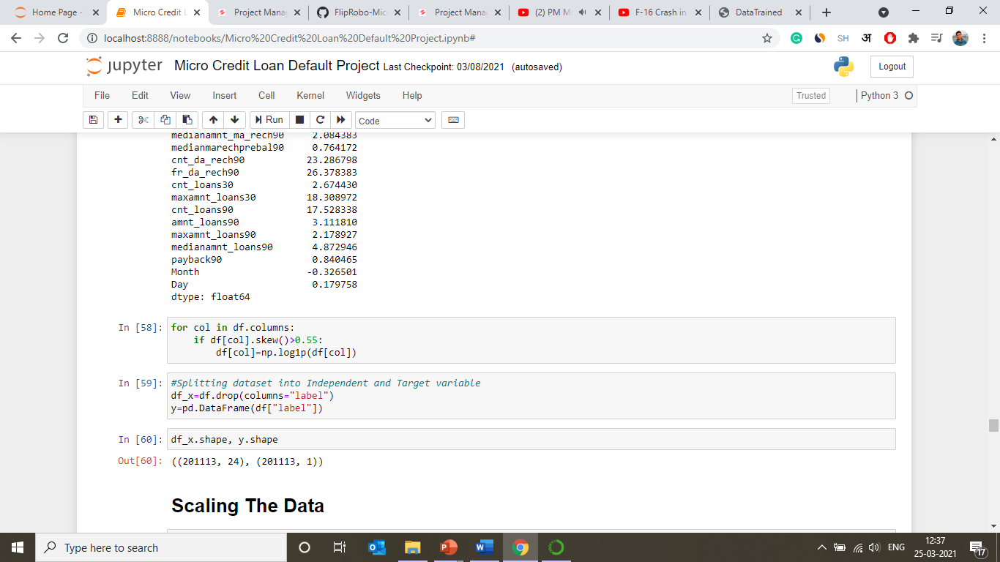 Home Page -
Micro Credit L
Project Mana
FlipRobo-Mic
Project Mana
(2) PM M
F-16 Crash in
DataTrained
localhost:8888/notebooks/Micro%20Credit%20Loan%20Default%20Project.ipynb#
SH अ
jupyter Micro Credit Loan Default Project Last Checkpoint: 03/08/2021 (autosaved)
Logout
File Edit View Insert Cell Kernel Widgets Help
Trusted Python 3
Run Code
medianamnt_ma_rech90 2.084383
medianmarechprebal90 0.764172
cnt_da_rech90 23.286798
fr_da_rech90 26.378383
cnt_loans30 2.674430
maxamnt_loans30 18.308972
cnt_loans90 17.528338
amnt_loans90 3.111810
maxamnt_loans90 2.178927
medianamnt_loans90 4.872946
payback90 0.840465
Month -0.326501
Day 0.179758
dtype: float64
In [58]: for col in df.columns:
if df[col].skew()>0.55:
df[col]=np.log1p(df[col])
In [59]: #Splitting dataset into Independent and Target variable
df_x=df.drop(columns="label")
y=pd.DataFrame(df["label"])
In [60]: df_x.shape, y.shape
Out[60]: ((201113, 24), (201113, 1))
Scaling The Data
Type here to search
ENG
12:37
25-03-2021
17